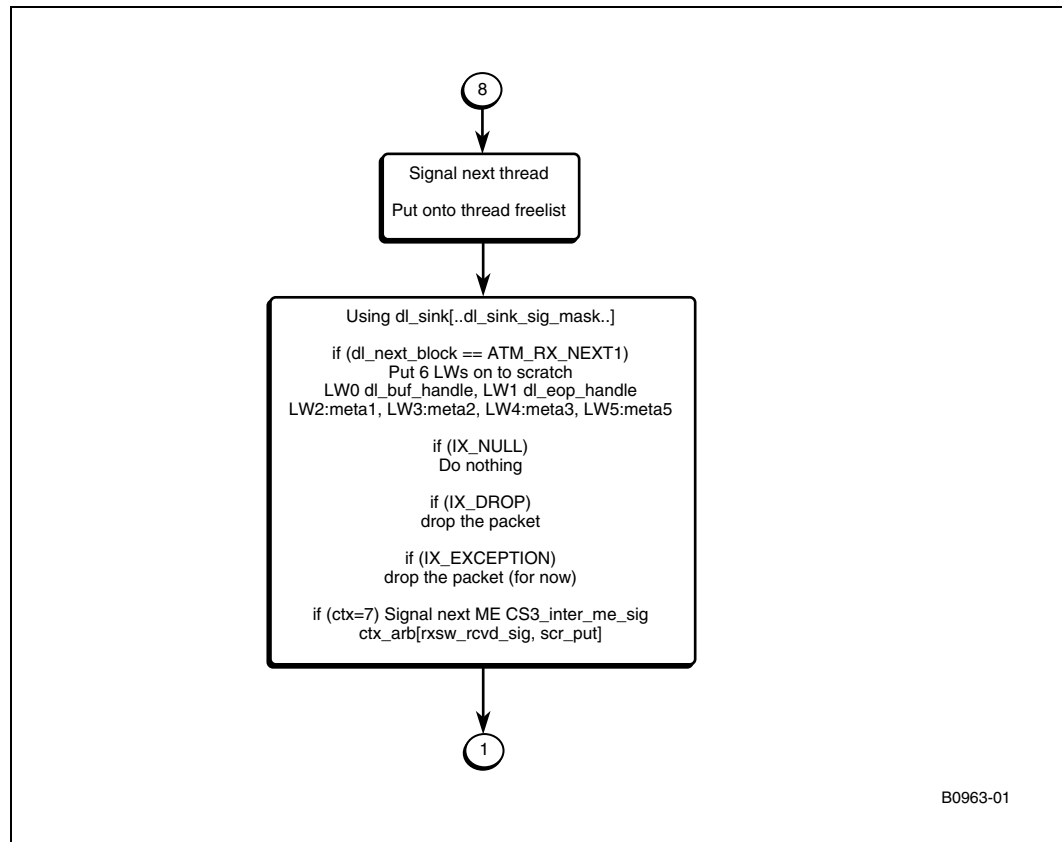 8
Signal next thread
Put onto thread freelist
Using dl_sink[..dl_sink_sig_mask..]
if (dl_next_block == ATM_RX_NEXT1)
Put 6 LWs on to scratch
LW0 dl_buf_handle, LW1 dl_eop_handle
LW2:meta1, LW3:meta2, LW4:meta3, LW5:meta5
if (IX_NULL)
Do nothing
if (IX_DROP)
drop the packet
if (IX_EXCEPTION)
drop the packet (for now)
if (ctx=7) Signal next ME CS3_inter_me_sig
ctx_arb[rxsw_rcvd_sig, scr_put]
1
B0963-01